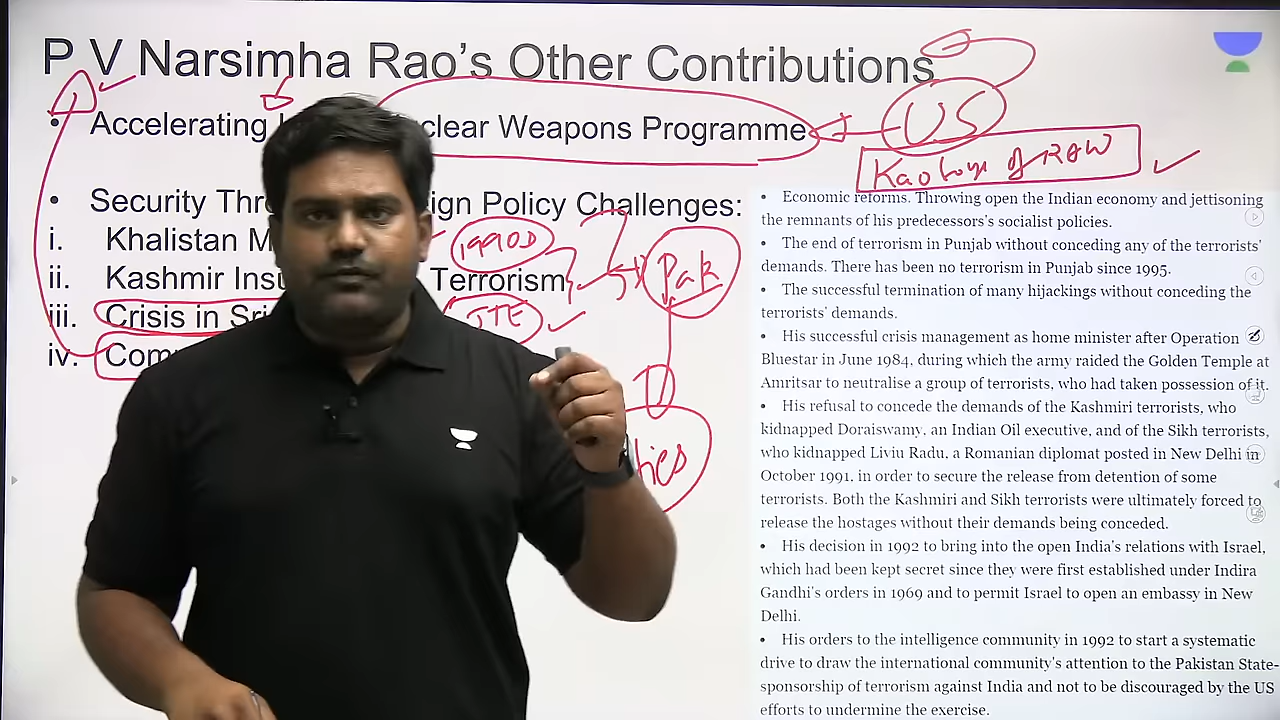 P V Narsimha Rao's Other Contributions
• Accelerating clear Weapons Programme
US
Kaoboys of R&W
• Security Thr ign Policy Challenges:
i. Khalistan M
1990s
ii. Kashmir Ins Terrorism
Pak
iii. Crisis in Sri
iv. Com
ties
• Economic reforms. Throwing open the Indian economy and jettisoning
the remnants of his predecessors's socialist policies.
• The end of terrorism in Punjab without conceding any of the terrorists'
demands. There has been no terrorism in Punjab since 1995.
• The successful termination of many hijackings without conceding the
terrorists' demands.
• His successful crisis management as home minister after Operation
Bluestar in June 1984, during which the army raided the Golden Temple at
Amritsar to neutralise a group of terrorists, who had taken possession of it.
• His refusal to concede the demands of the Kashmiri terrorists, who
kidnapped Doraiswamy, an Indian Oil executive, and of the Sikh terrorists,
who kidnapped Liviu Radu, a Romanian diplomat posted in New Delhi in
October 1991, in order to secure the release from detention of some
terrorists. Both the Kashmiri and Sikh terrorists were ultimately forced to
release the hostages without their demands being conceded.
• His decision in 1992 to bring into the open India's relations with Israel,
which had been kept secret since they were first established under Indira
Gandhi's orders in 1969 and to permit Israel to open an embassy in New
Delhi.
• His orders to the intelligence community in 1992 to start a systematic
drive to draw the international community's attention to the Pakistan State-
sponsorship of terrorism against India and not to be discouraged by the US
efforts to undermine the exercise.